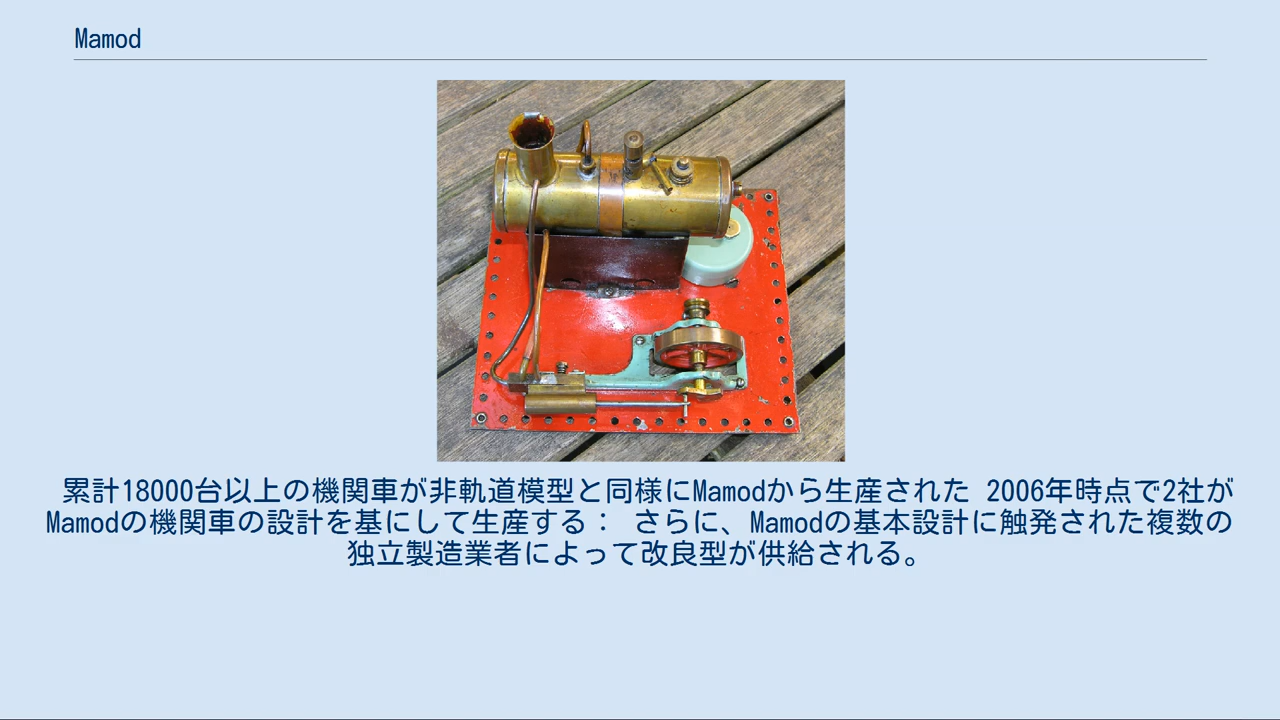 Mamod
累計18000台以上の機関車が非軌道模型と同様にMamodから生産された 2006年時点で2社が
Mamodの機関車の設計を基にして生産する： さらに、Mamodの基本設計に触発された複数の
独立製造業者によって改良型が供給される。